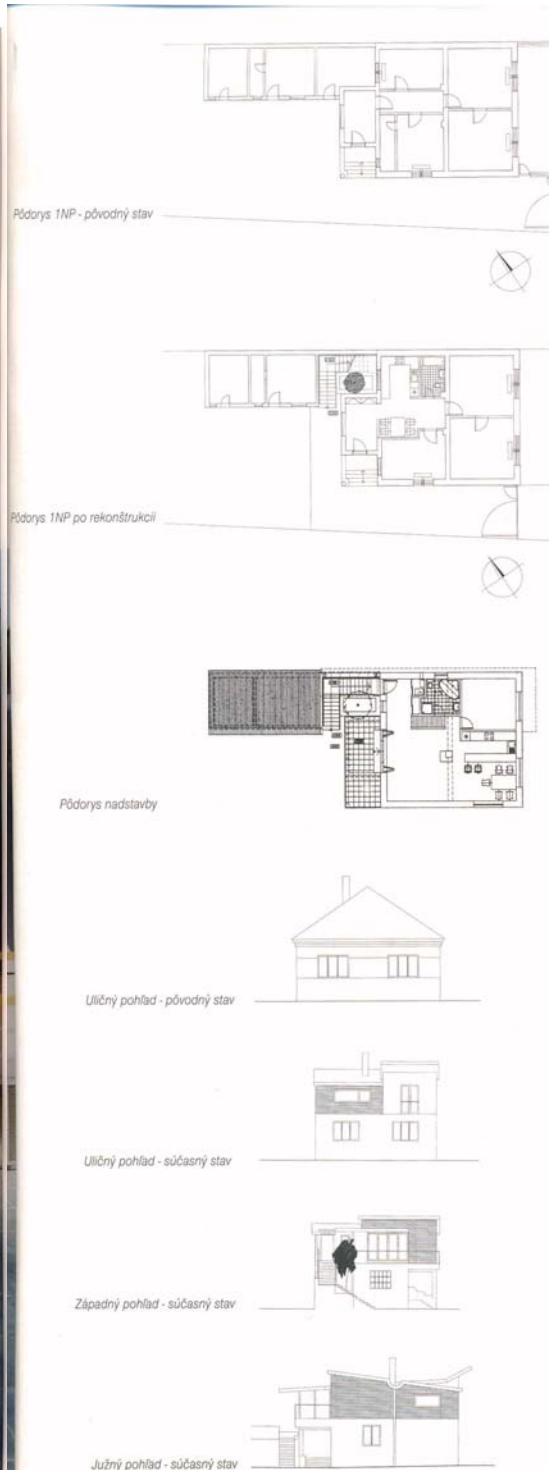 Pôdorys 1NP - pôvodný stav
Pôdorys 1NP po rekonštrukcii
Pôdorys nadstavby
Uličný pohľad - pôvodný stav
Uličný pohľad - súčasný stav
Západný pohľad - súčasný stav
Južný pohľad - súčasný stav